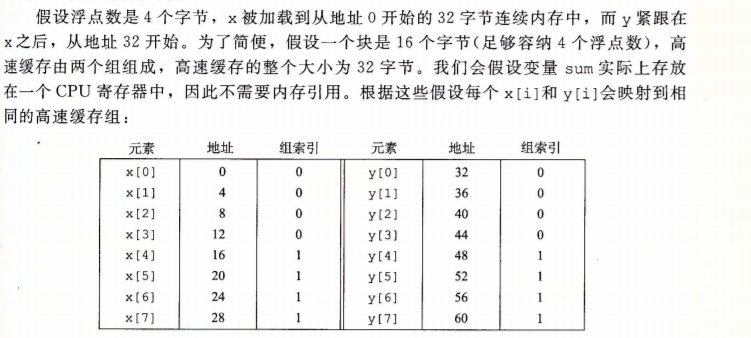 假设浮点数是 4 个字节，x 被加载到从地址 0 开始的 32 字节连续内存中，而 y 紧跟在
x 之后，从地址 32 开始。为了简便，假设一个块是 16 个字节(足够容纳 4 个浮点数)，高
速缓存由两个组组成，高速缓存的整个大小为 32 字节。我们会假设变量 sum 实际上存放
在一个 CPU 寄存器中，因此不需要内存引用。根据这些假设每个 x[i]和 y[i]会映射到相
同的高速缓存组：
元素 地址 组索引 元素 地址 组索引
x[0] 0 0 y[0] 32 0
x[1] 4 0 y[1] 36 0
x[2] 8 0 y[2] 40 0
x[3] 12 0 y[3] 44 0
x[4] 16 1 y[4] 48 1
x[5] 20 1 y[5] 52 1
x[6] 24 1 y[6] 56 1
x[7] 28 1 y[7] 60 1